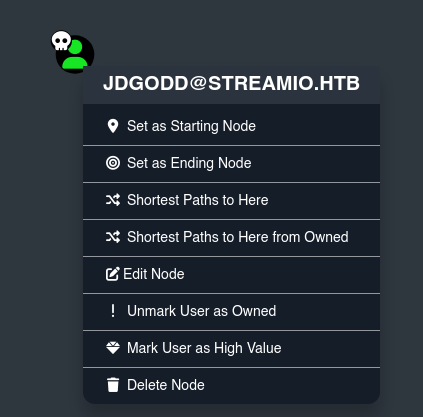 JDGODD@STREAMIO.HTB
Set as Starting Node
Set as Ending Node
Shortest Paths to Here
Shortest Paths to Here from Owned
Edit Node
Unmark User as Owned
Mark User as High Value
Delete Node